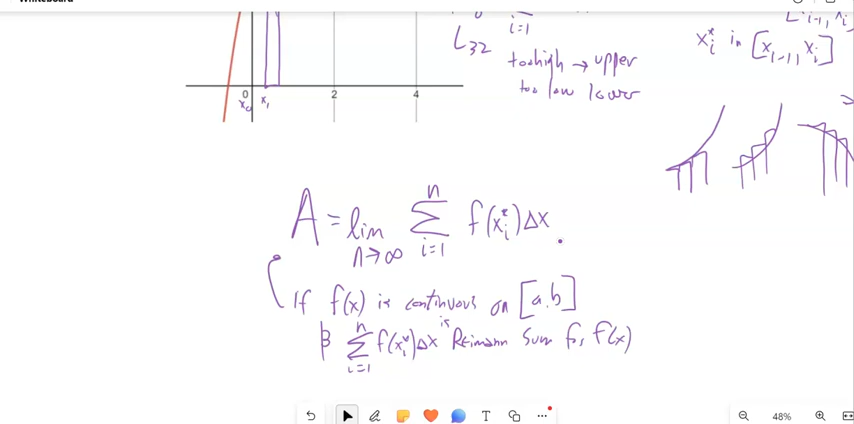 L32
too high → upper
too low lower
i=1
xi* in [xi-1, xi]
0
2
4
x0
x1
A = lim n→∞ n Σ i=1 f(xi*)Δx
If f(x) is continuous on [a,b]
n Σ i=1 f(xi*)Δx is Reimann Sum for f(x)
T
48%